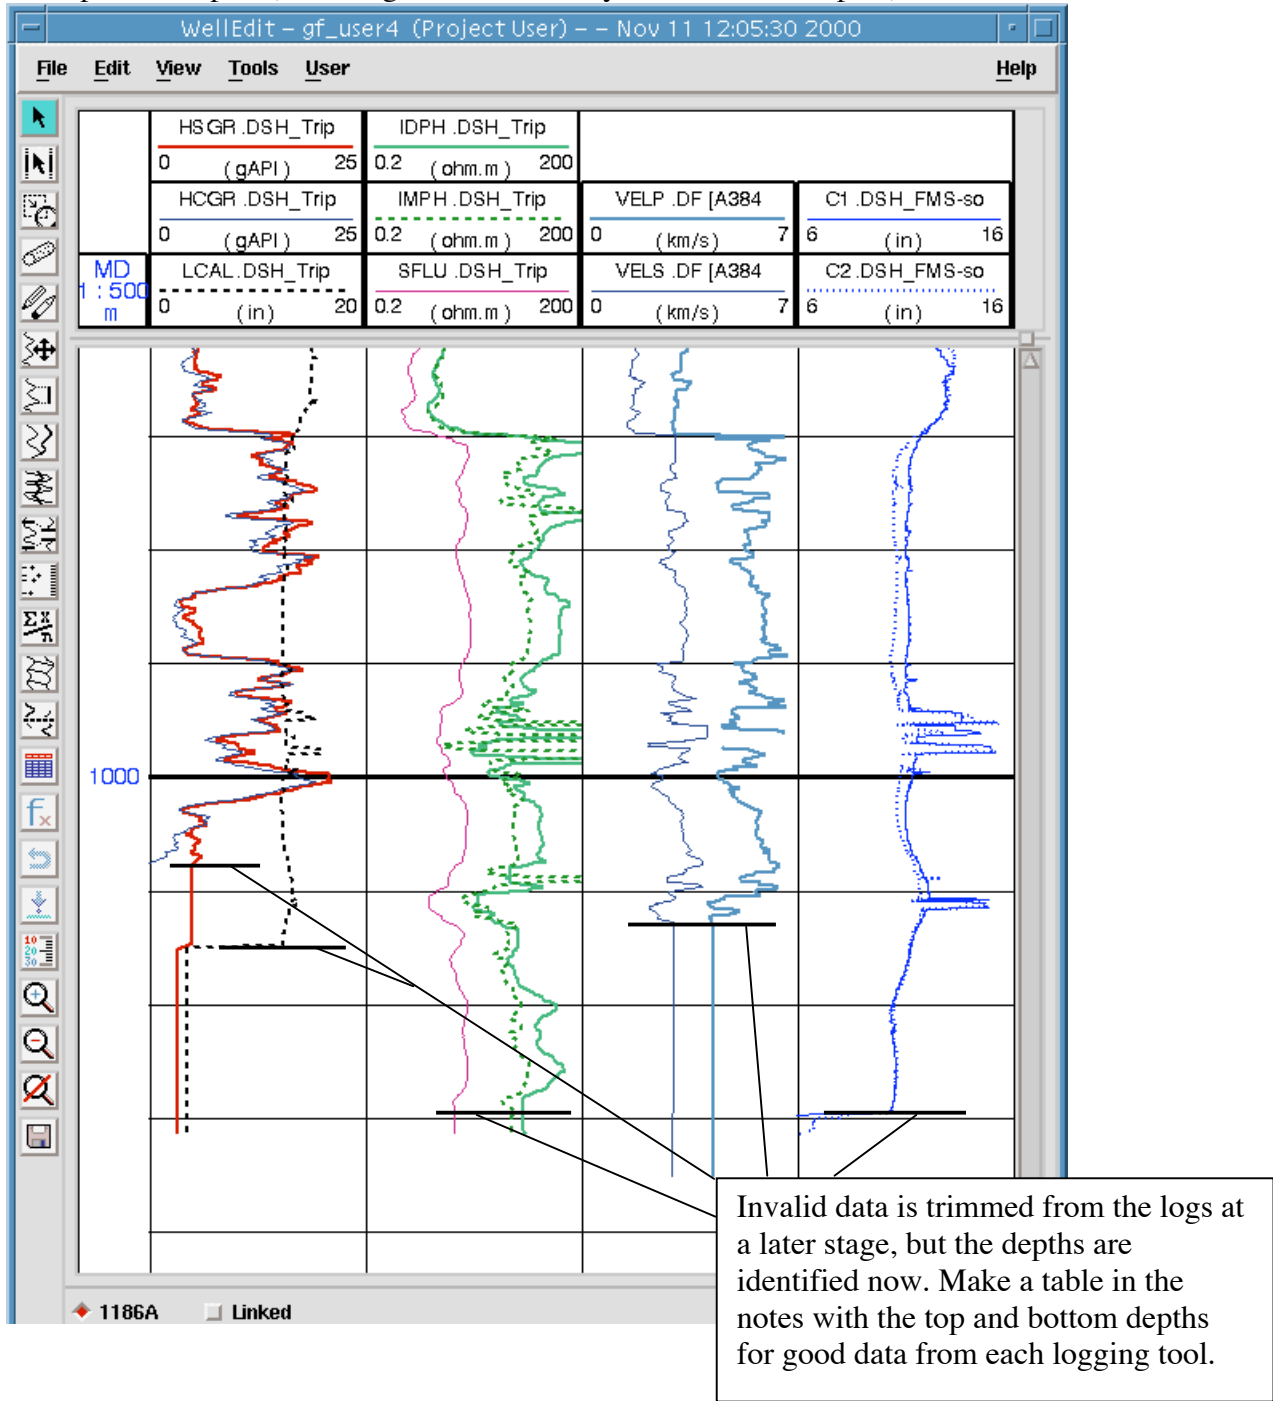 WellEdit – gf_user4 (Project User) – – Nov 11 12:05:30 2000
File Edit View Tools User Help
HSGR .DSH_Trip IDPH .DSH_Trip
0 (gAPI) 25 0.2 (ohm.m) 200
HCGR .DSH_Trip IMPH .DSH_Trip VELP .DF [A384 C1 .DSH_FMS-so
0 (gAPI) 25 0.2 (ohm.m) 200 0 (km/s) 7 6 (in) 16
MD LCAL.DSH_Trip SFLU .DSH_Trip VELS .DF [A384 C2.DSH_FMS-so
1 : 500
m 0 (in) 20 0.2 (ohm.m) 200 0 (km/s) 7 6 (in) 16
1000
1186A Linked
Invalid data is trimmed from the logs at
a later stage, but the depths are
identified now. Make a table in the
notes with the top and bottom depths
for good data from each logging tool.